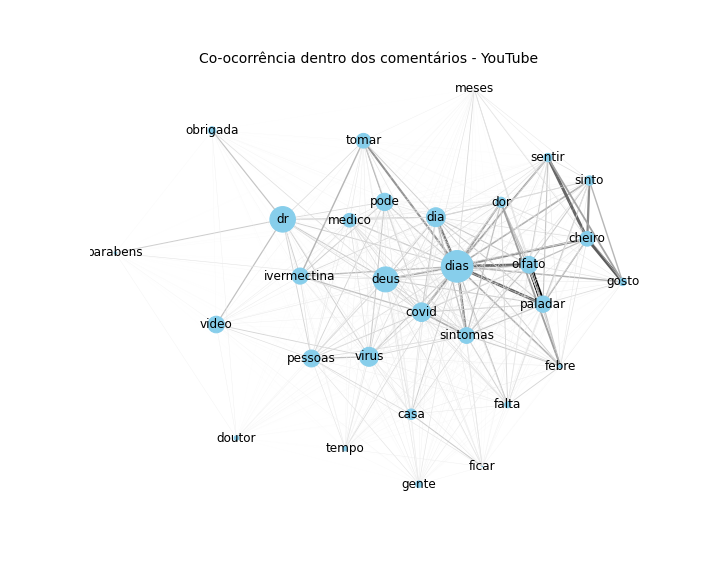 Co-ocorrência dentro dos comentários - YouTube
meses
obrigada
tomar
sentir
sinto
pode
dor
dr
medico
dia
cheiro
parabens
dias
olfato
ivermectina
deus
gosto
paladar
covid
video
sintomas
pessoas
virus
febre
falta
casa
doutor
tempo
ficar
gente